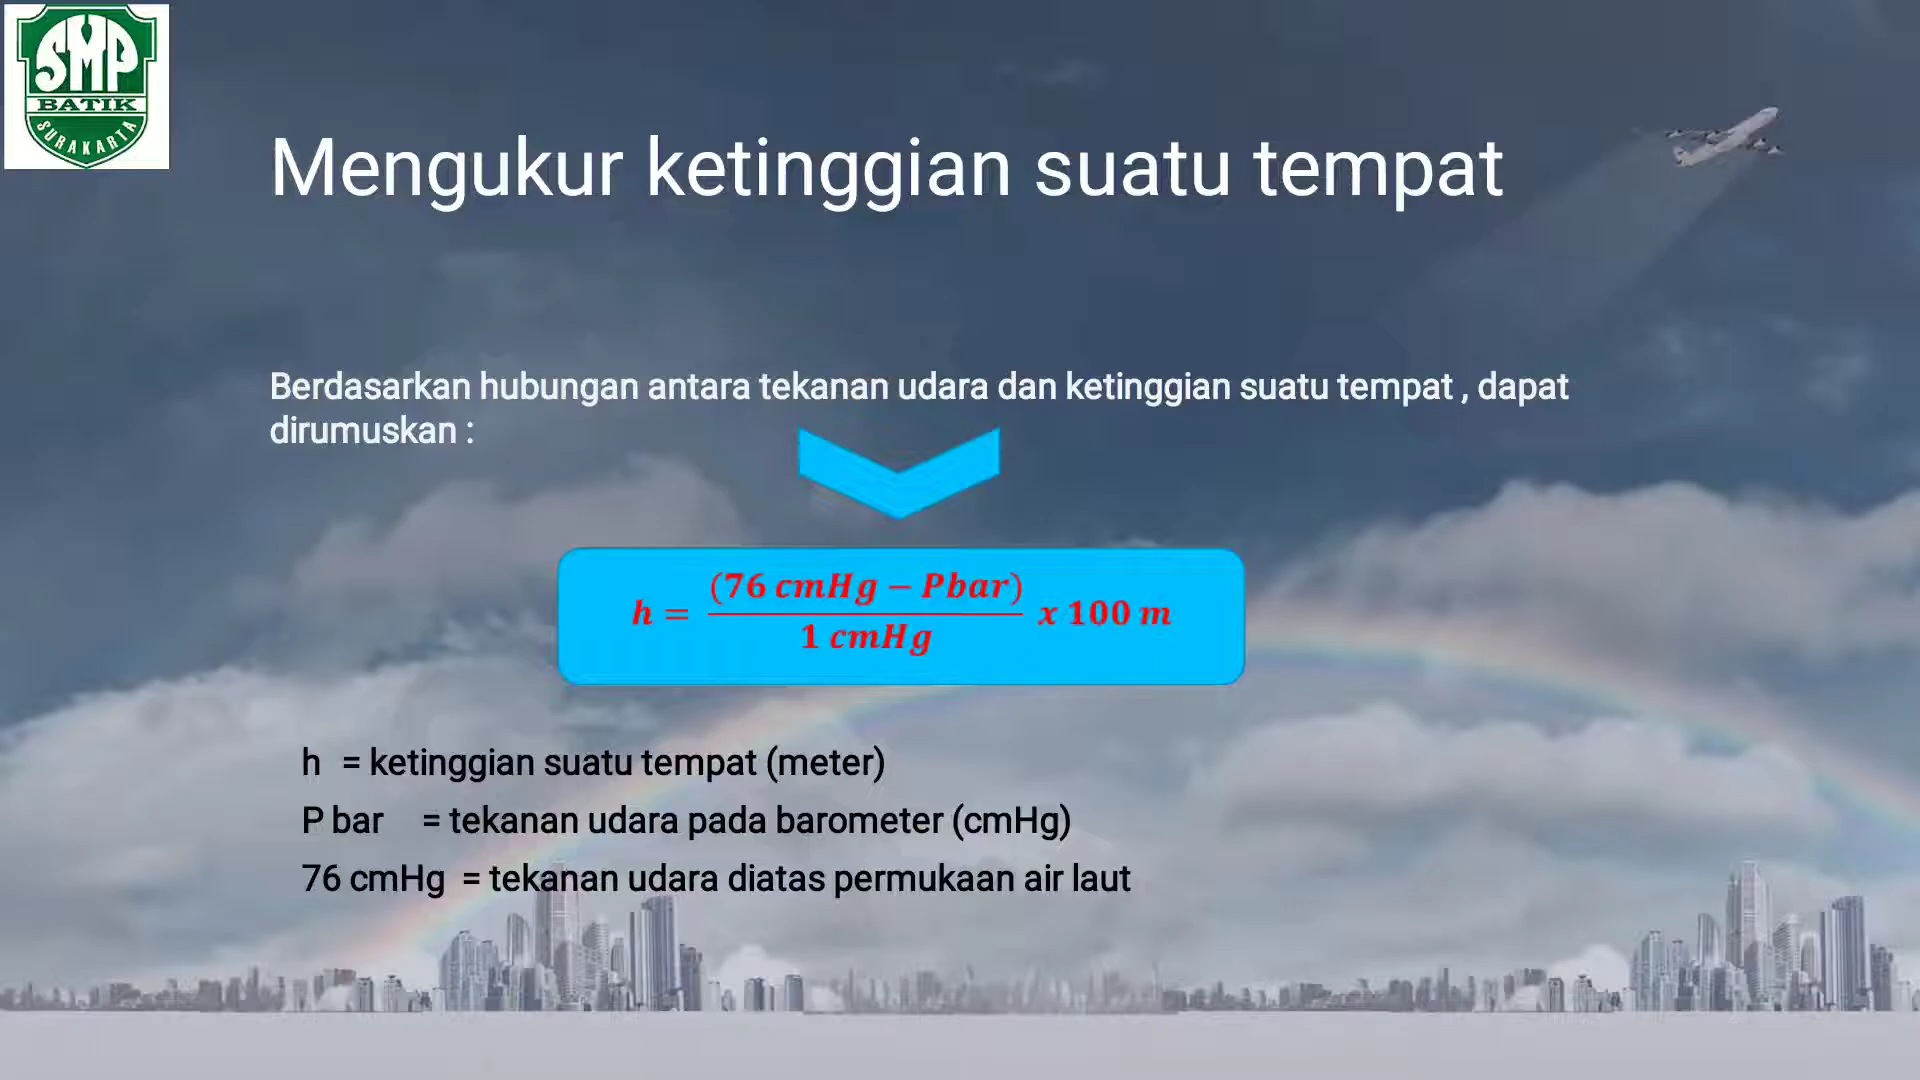 SMP
BATIK
SURAKARTA
Mengukur ketinggian suatu tempat
Berdasarkan hubungan antara tekanan udara dan ketinggian suatu tempat , dapat
dirumuskan :
h = (76 cmHg – Pbar) / 1 cmHg x 100 m
h = ketinggian suatu tempat (meter)
P bar = tekanan udara pada barometer (cmHg)
76 cmHg = tekanan udara diatas permukaan air laut